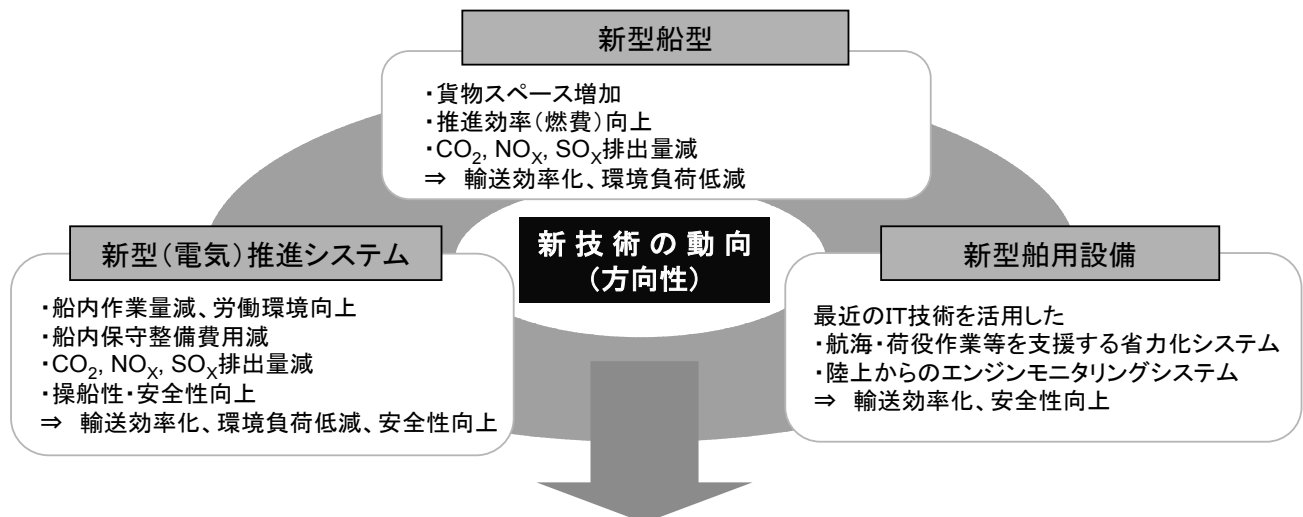 新型船型
・貨物スペース増加
・推進効率(燃費)向上
・CO2, NOX, SOX排出量減
⇒ 輸送効率化、環境負荷低減
新技術の動向
(方向性)
新型(電気)推進システム
・船内作業量減、労働環境向上
・船内保守整備費用減
・CO2, NOX, SOX排出量減
・操船性・安全性向上
⇒ 輸送効率化、環境負荷低減、安全性向上
新型舶用設備
最近のIT技術を活用した
・航海・荷役作業等を支援する省力化システム
・陸上からのエンジンモニタリングシステム
⇒ 輸送効率化、安全性向上